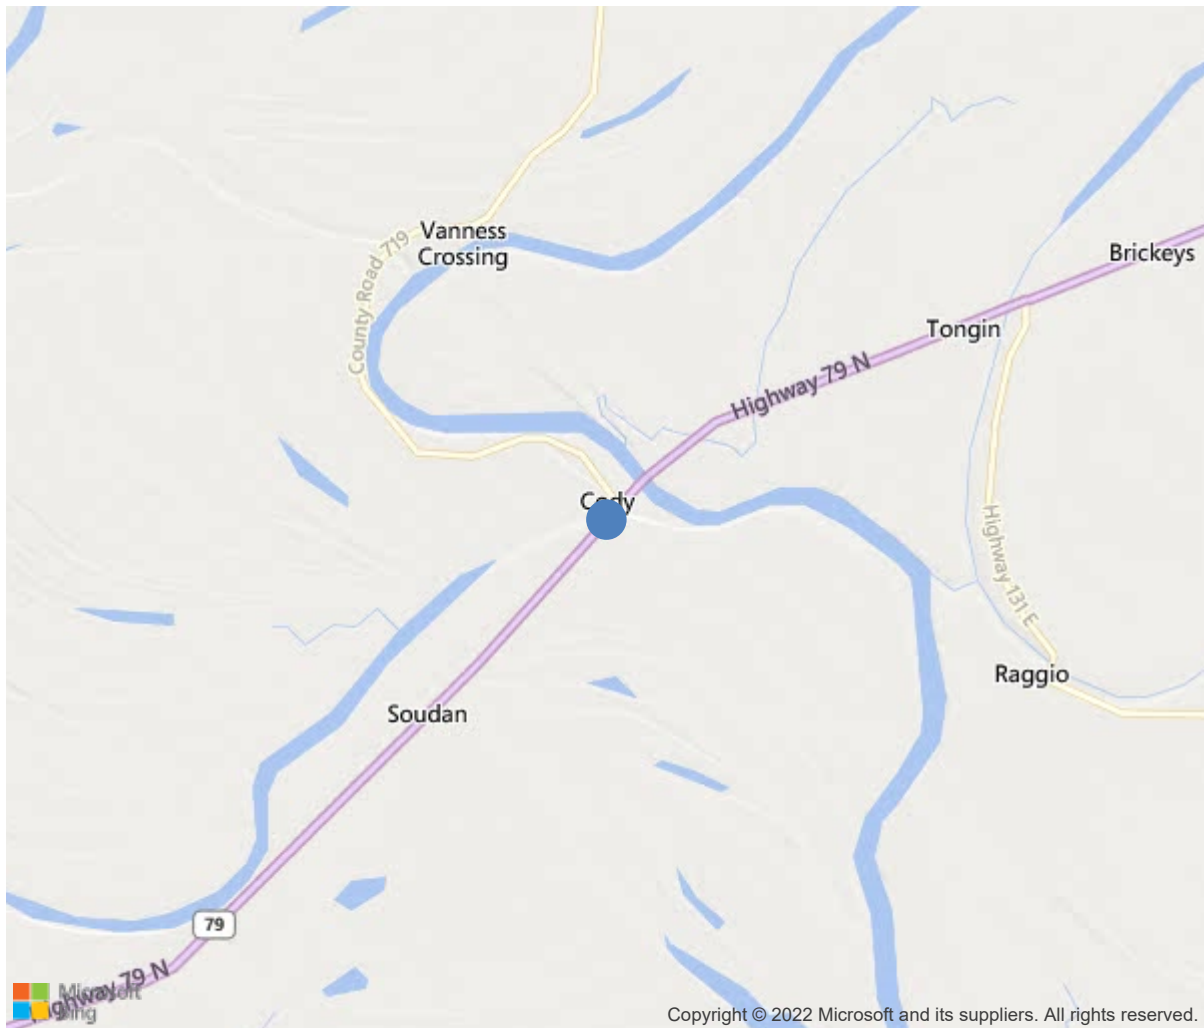 Vanness
Crossing
County Road 719
Brickeys
Tongin
Highway 79 N
Cody
Highway 131 E
Raggio
Soudan
79
Highway 79 N
Microsoft
Bing
Copyright © 2022 Microsoft and its suppliers. All rights reserved.